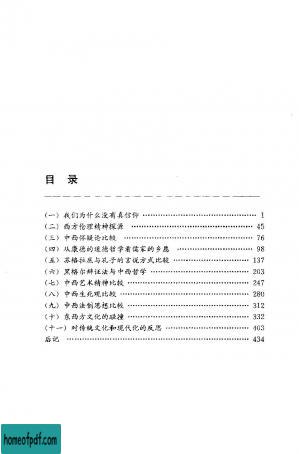 目 录
(一) 我们为什么没有真信仰 ………………………… 1
(二) 西方伦理精神探源 ………………………… 45
(三) 中西怀疑论比较 ………………………… 76
(四) 从康德的道德哲学看儒家的乡愿 ………………………… 98
(五) 苏格拉底与孔子的言说方式比较 ………………………… 137
(六) 黑格尔辩证法与中西哲学 ………………………… 203
(七) 中西艺术精神比较 ………………………… 247
(八) 中西生死观比较 ………………………… 280
(九) 中西法制思想比较 ………………………… 312
(十) 东西方文化的碰撞 ………………………… 332
(十一) 对传统文化和现代化的反思 ………………………… 403
后记 ………………………… 434
homeofpdf.com
homeofpdf.com